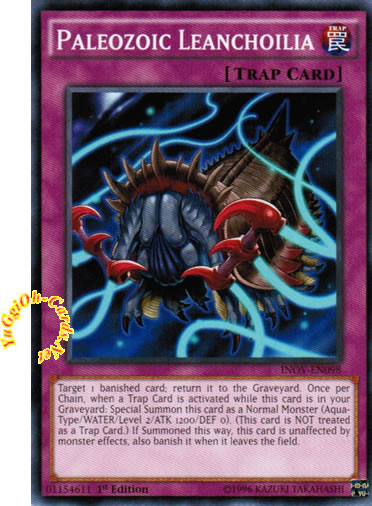 PALEOZOIC LEANCHOILIA
TRAP
罠
[TRAP CARD]
YuGgiOh-Cards.Net
INOV-EN098
Target 1 banished card; return it to the Graveyard. Once per
Chain, when a Trap Card is activated while this card is in your
Graveyard: Special Summon this card as a Normal Monster (Aqua-
Type/WATER/Level 2/ATK 1200/DEF 0). (This card is NOT treated
as a Trap Card.) If Summoned this way, this card is unaffected by
monster effects, also banish it when it leaves the field.
01154611 1st Edition
©1996 KAZUKI TAKAHASHI